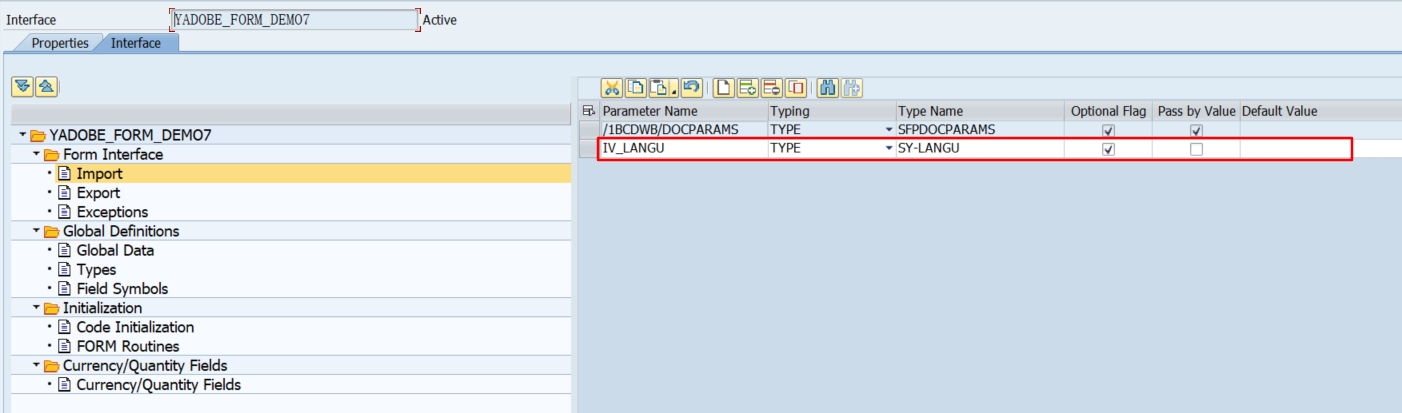 Interface YADOBE_FORM_DEMO7 Active
Properties Interface
Parameter Name Typing Type Name Optional Flag Pass by Value Default Value
/1BCDWB/DOCPARAMS TYPE SFPDOCPARAMS
IV_LANGU TYPE SY-LANGU
YADOBE_FORM_DEMO7
Form Interface
Import
Export
Exceptions
Global Definitions
Global Data
Types
Field Symbols
Initialization
Code Initialization
FORM Routines
Currency/Quantity Fields
Currency/Quantity Fields